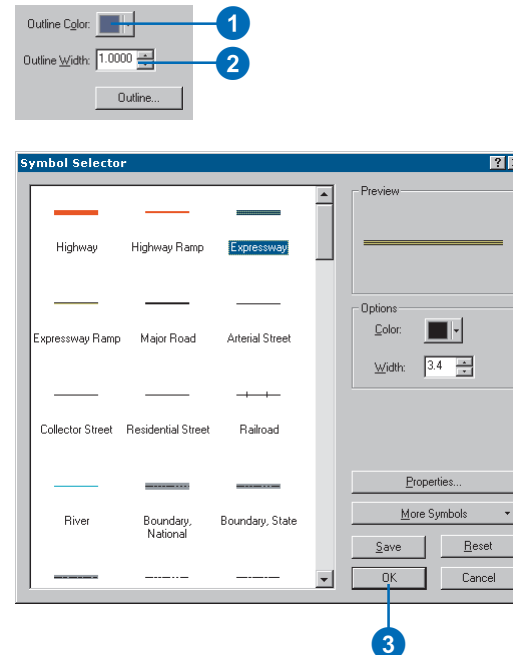 Outline Color:
1
Outline Width: 1.0000
2
Outline...
Symbol Selector
?
Preview
Highway
Highway Ramp
Expressway
Options
Color:
Width: 3.4
Expressway Ramp
Major Road
Arterial Street
Collector Street
Residential Street
Railroad
River
Boundary, National
Boundary, State
Properties...
More Symbols
Save
Reset
OK
Cancel
3